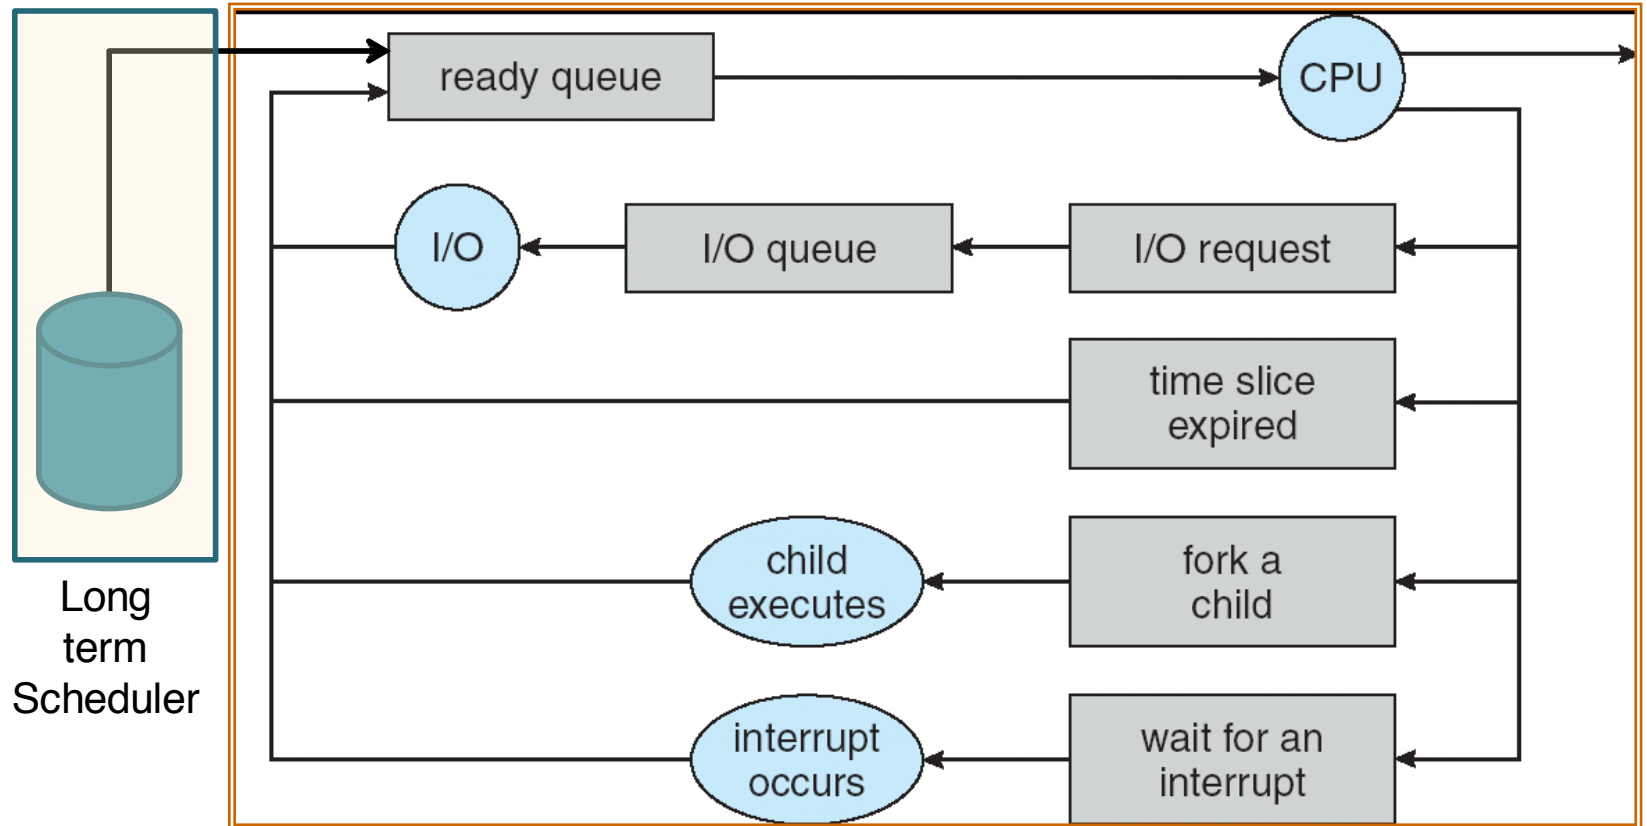 ready queue
CPU
I/O
I/O queue
I/O request
time slice
expired
child
executes
fork a
child
interrupt
occurs
wait for an
interrupt
Long
term
Scheduler